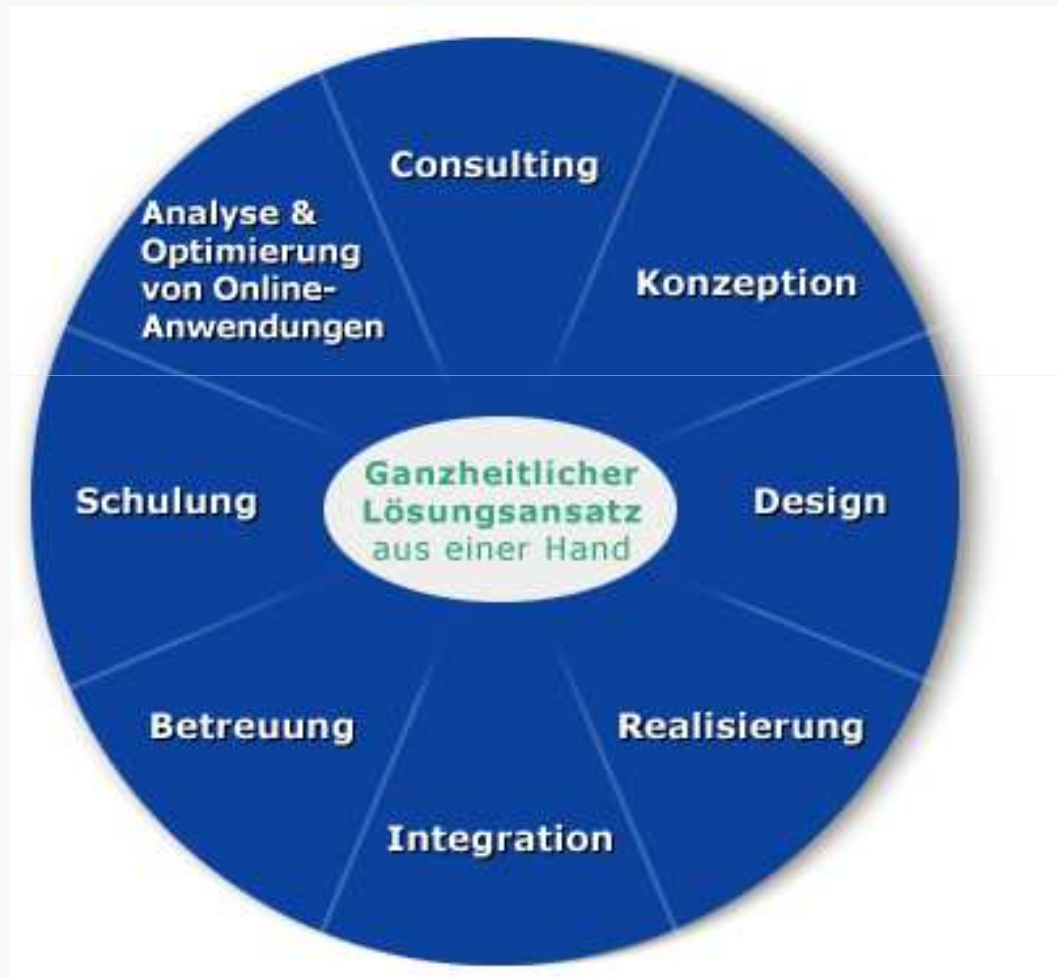 Consulting
Konzeption
Design
Realisierung
Integration
Betreuung
Schulung
Analyse &
Optimierung
von Online-
Anwendungen
Ganzheitlicher
Lösungsansatz
aus einer Hand